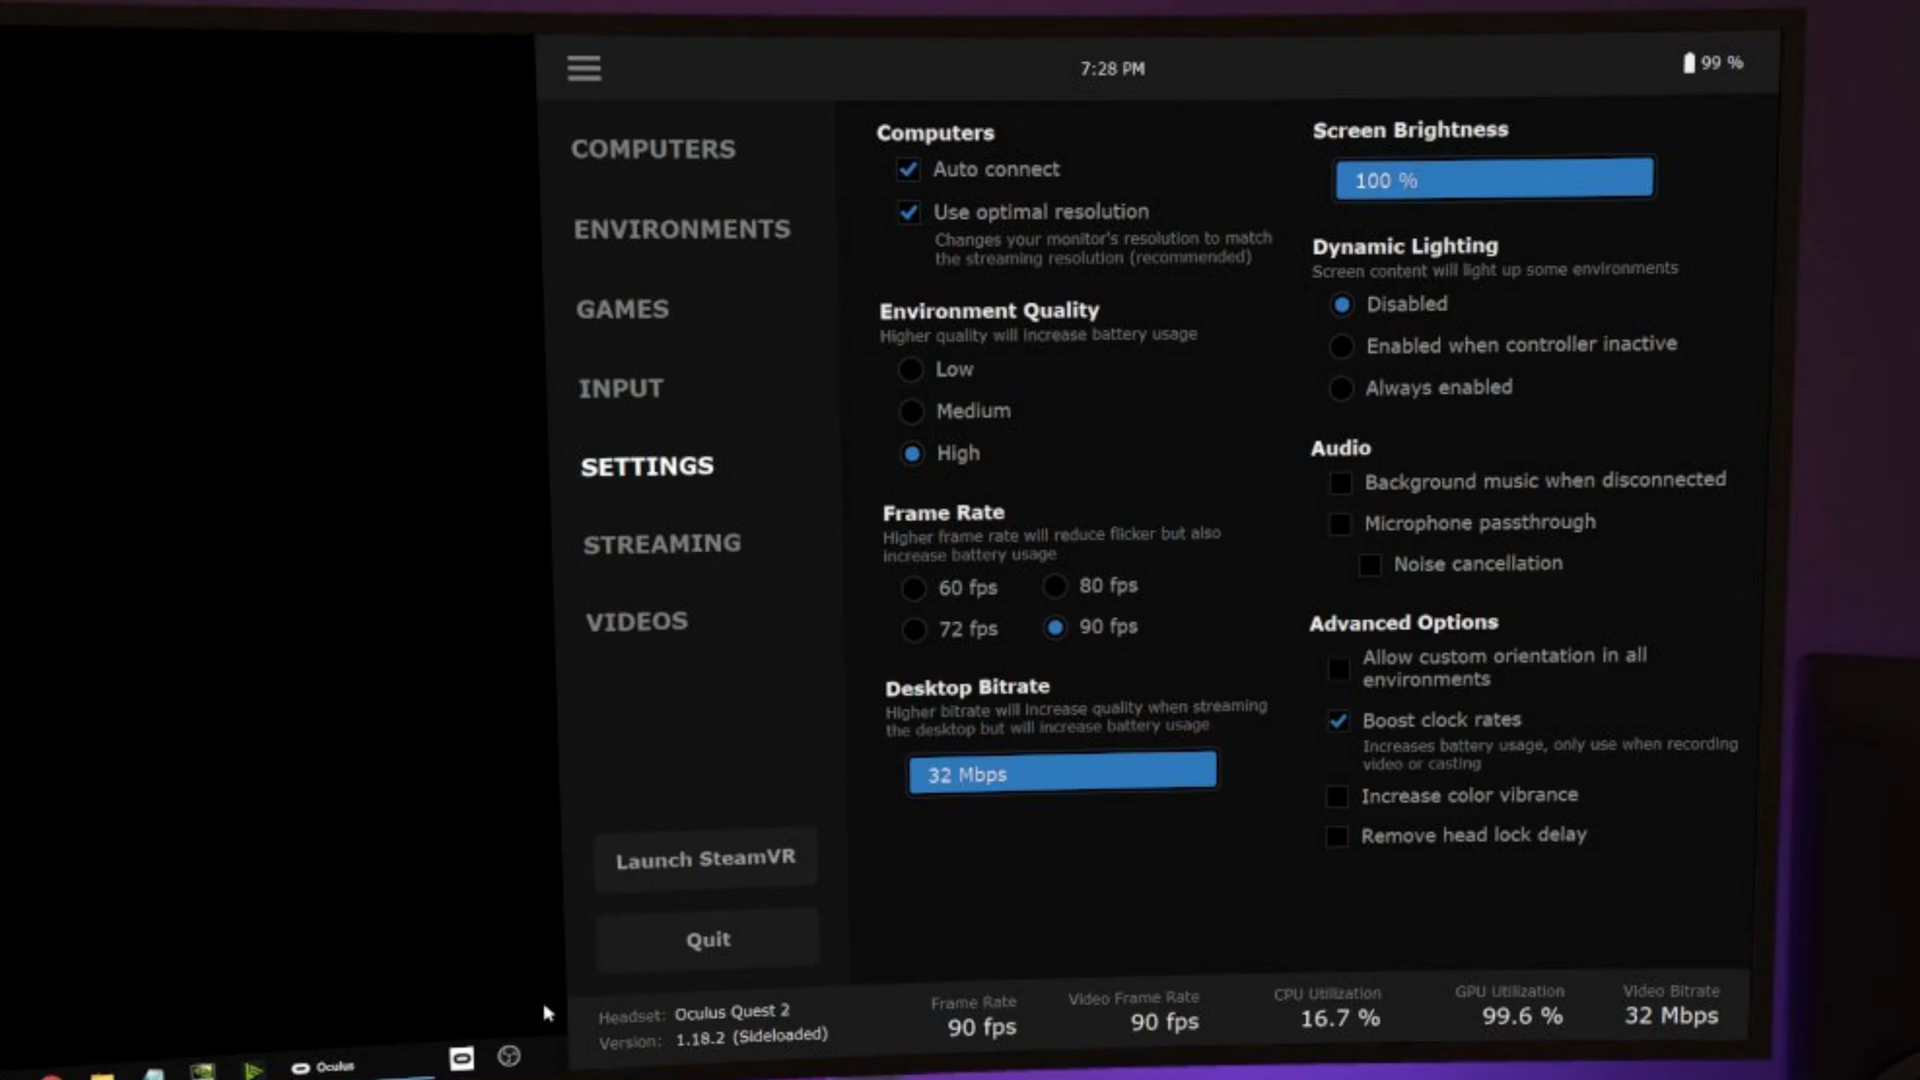 7:28 PM
99 %
COMPUTERS
ENVIRONMENTS
GAMES
INPUT
SETTINGS
STREAMING
VIDEOS
Launch SteamVR
Quit
Computers
Auto connect
Use optimal resolution
Changes your monitor's resolution to match
the streaming resolution (recommended)
Environment Quality
Higher quality will increase battery usage
Low
Medium
High
Frame Rate
Higher frame rate will reduce flicker but also
increase battery usage
60 fps
80 fps
72 fps
90 fps
Desktop Bitrate
Higher bitrate will increase quality when streaming
the desktop but will increase battery usage
32 Mbps
Screen Brightness
100 %
Dynamic Lighting
Screen content will light up some environments
Disabled
Enabled when controller inactive
Always enabled
Audio
Background music when disconnected
Microphone passthrough
Noise cancellation
Advanced Options
Allow custom orientation in all
environments
Boost clock rates
Increases battery usage, only use when recording
video or casting
Increase color vibrance
Remove head lock delay
Headset: Oculus Quest 2
Version: 1.18.2 (Sideloaded)
Frame Rate
90 fps
Video Frame Rate
90 fps
CPU Utilization
16.7 %
GPU Utilization
99.6 %
Video Bitrate
32 Mbps
Oculus